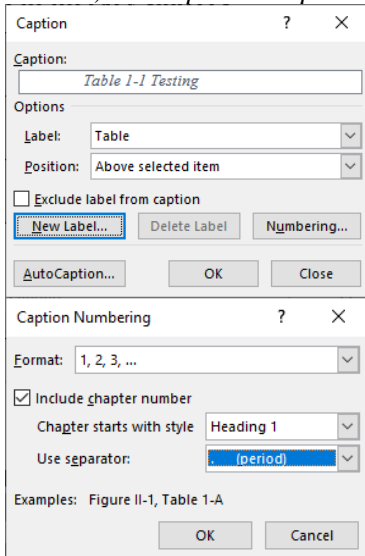 Caption ? ×
Caption:
Table 1-1 Testing
Options
Label: Table
Position: Above selected item
Exclude label from caption
New Label... Delete Label Numbering...
AutoCaption... OK Close
Caption Numbering ? ×
Format: 1, 2, 3, ...
Include chapter number
Chapter starts with style Heading 1
Use separator: . (period)
Examples: Figure II-1, Table 1-A
OK Cancel